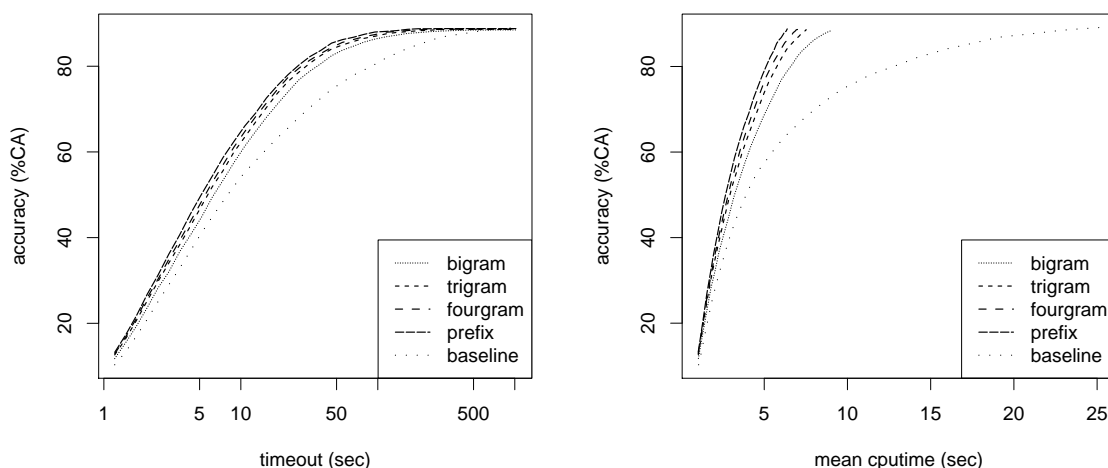 accuracy (%CA)
80
60
40
20
bigram
trigram
fourgram
prefix
baseline
1
5
10
50
500
timeout (sec)
accuracy (%CA)
80
60
40
20
bigram
trigram
fourgram
prefix
baseline
5
10
15
20
25
mean cputime (sec)